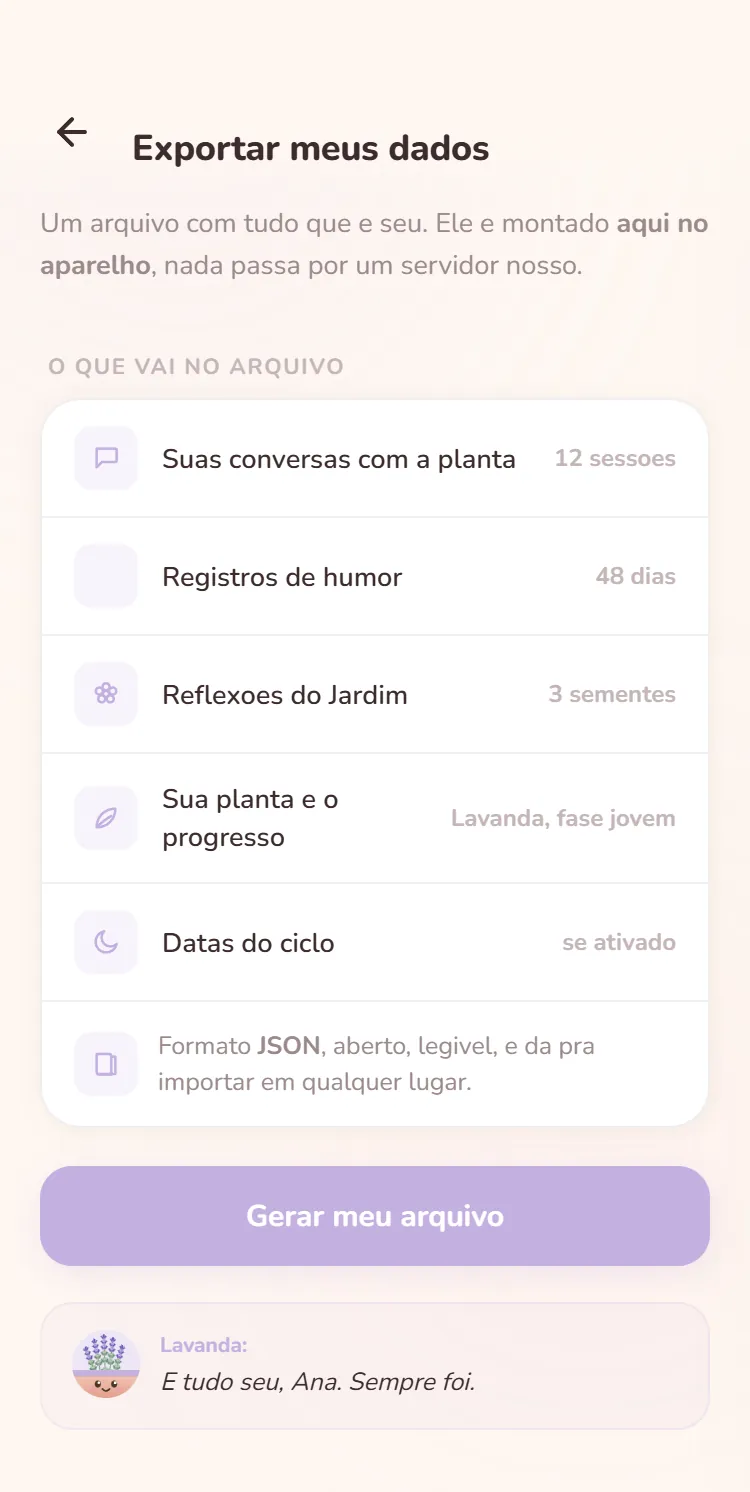 Exportar meus dados
Um arquivo com tudo que e seu. Ele e montado aqui no
aparelho, nada passa por um servidor nosso.
O QUE VAI NO ARQUIVO
Suas conversas com a planta 12 sessoes
Registros de humor 48 dias
Reflexoes do Jardim 3 sementes
Sua planta e o
progresso
Lavanda, fase jovem
Datas do ciclo se ativado
Formato JSON, aberto, legivel, e da pra
importar em qualquer lugar.
Gerar meu arquivo
Lavanda:
E tudo seu, Ana. Sempre foi.